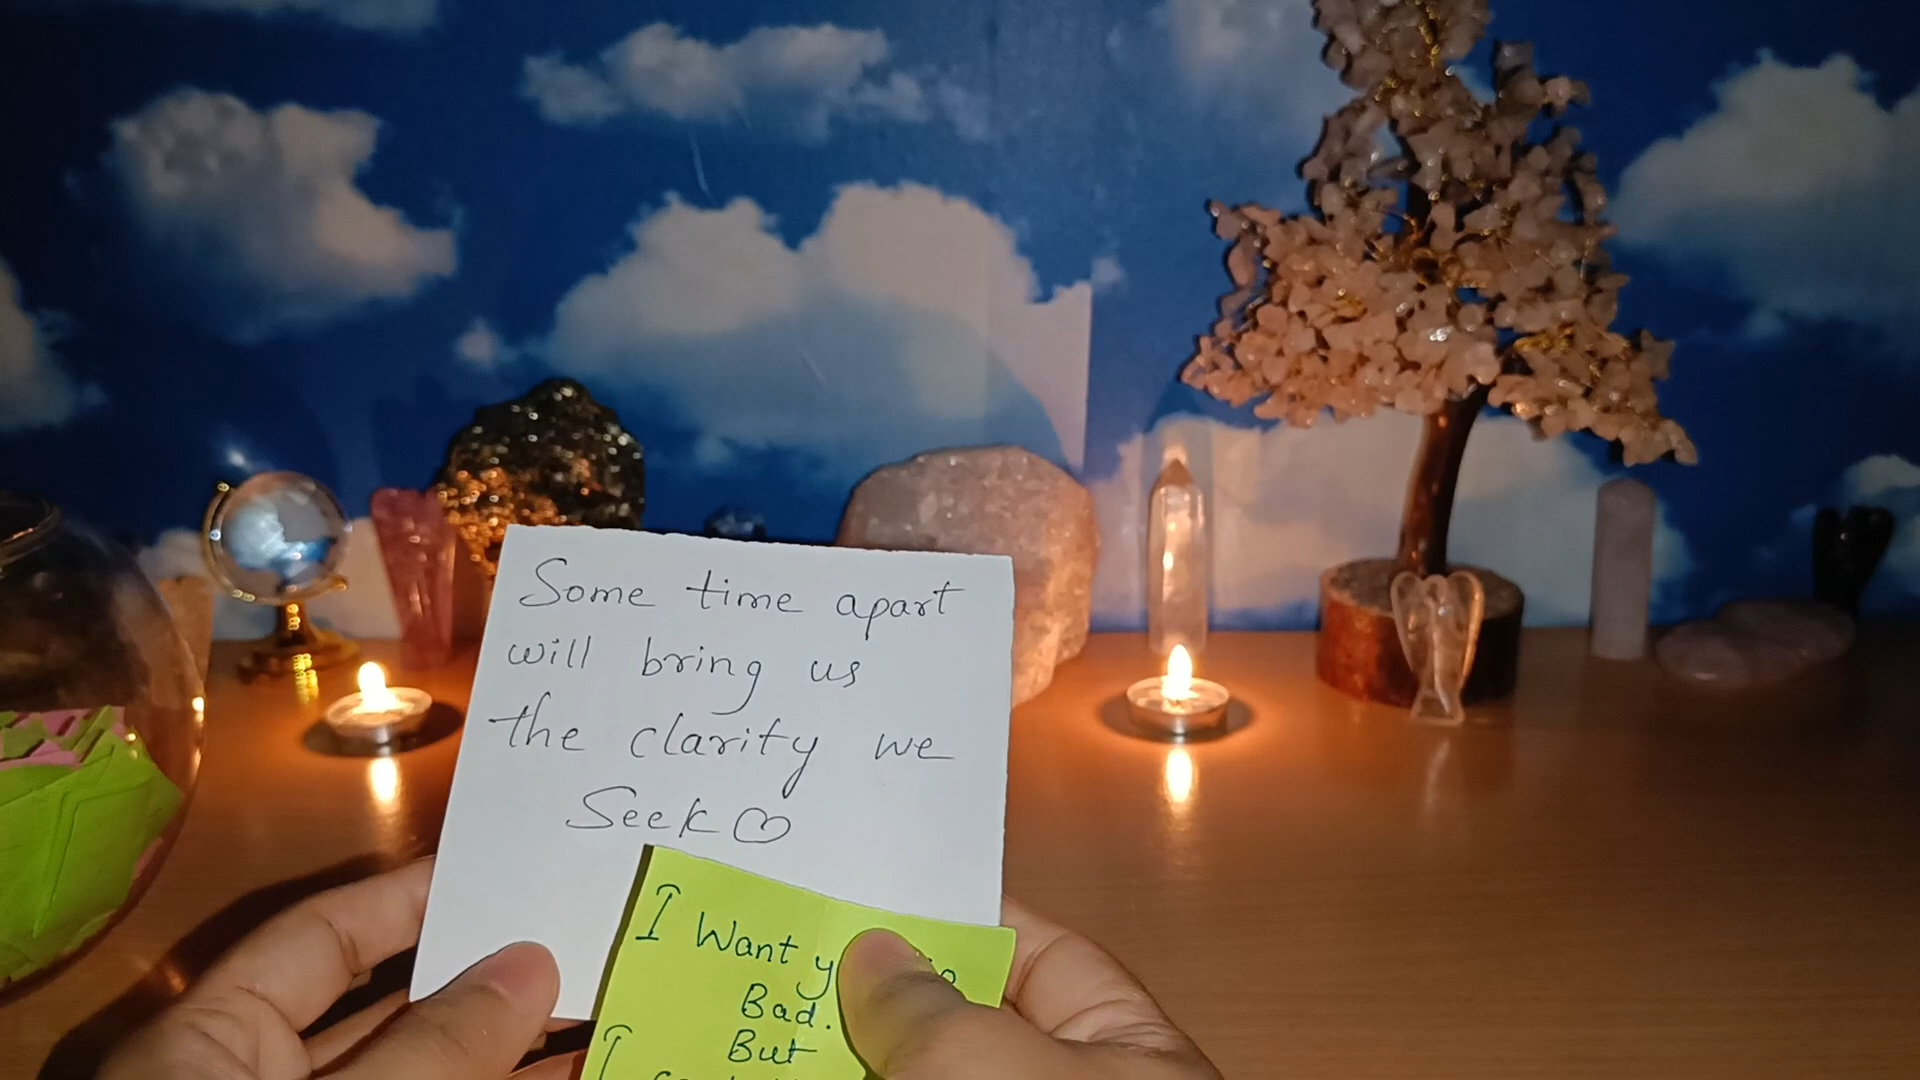 Some time apart
will bring us
the clarity we
Seek ♡
I Want
Bad.
But
I